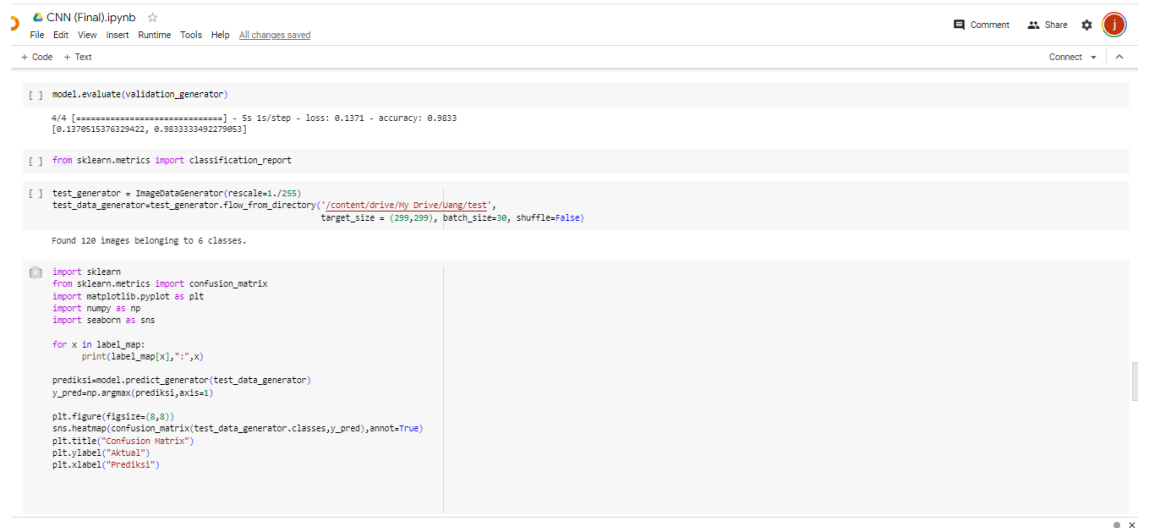 CNN (Final).ipynb
Comment Share j
File Edit View Insert Runtime Tools Help All changes saved
+ Code + Text Connect
[ ] model.evaluate(validation_generator)
4/4 [==============================] - 5s 1s/step - loss: 0.1371 - accuracy: 0.9833
[0.1370515376329422, 0.9833333492279053]
[ ] from sklearn.metrics import classification_report
[ ] test_generator = ImageDataGenerator(rescale=1./255)
test_data_generator=test_generator.flow_from_directory('/content/drive/My Drive/Uang/test',
target_size = (299,299), batch_size=30, shuffle=False)
Found 120 images belonging to 6 classes.
import sklearn
from sklearn.metrics import confusion_matrix
import matplotlib.pyplot as plt
import numpy as np
import seaborn as sns
for x in label_map:
print(label_map[x],":",x)
prediksi=model.predict_generator(test_data_generator)
y_pred=np.argmax(prediksi,axis=1)
plt.figure(figsize=(8,8))
sns.heatmap(confusion_matrix(test_data_generator.classes,y_pred),annot=True)
plt.title("Confusion Matrix")
plt.ylabel("Aktual")
plt.xlabel("Prediksi")